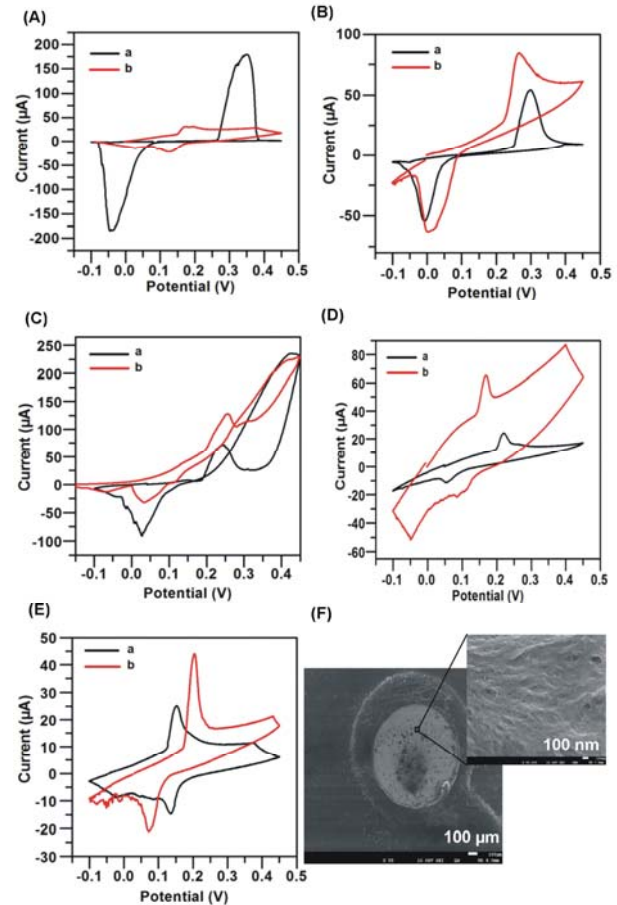 (A)
a
b
Current (µA)
200
150
100
50
0
-50
-100
-150
-200
-0.1 0.0 0.1 0.2 0.3 0.4 0.5
Potential (V)
(B)
a
b
Current (µA)
100
50
0
-50
-0.1 0.0 0.1 0.2 0.3 0.4 0.5
Potential (V)
(C)
a
b
Current (µA)
250
200
150
100
50
0
-50
-100
-0.1 0.0 0.1 0.2 0.3 0.4
Potential (V)
(D)
a
b
Current (µA)
80
60
40
20
0
-20
-40
-60
-0.1 0.0 0.1 0.2 0.3 0.4 0.5
Potential (V)
(E)
a
b
Current (µA)
50
40
30
20
10
0
-10
-20
-30
-0.1 0.0 0.1 0.2 0.3 0.4 0.5
Potential (V)
(F)
100 nm
100 µm